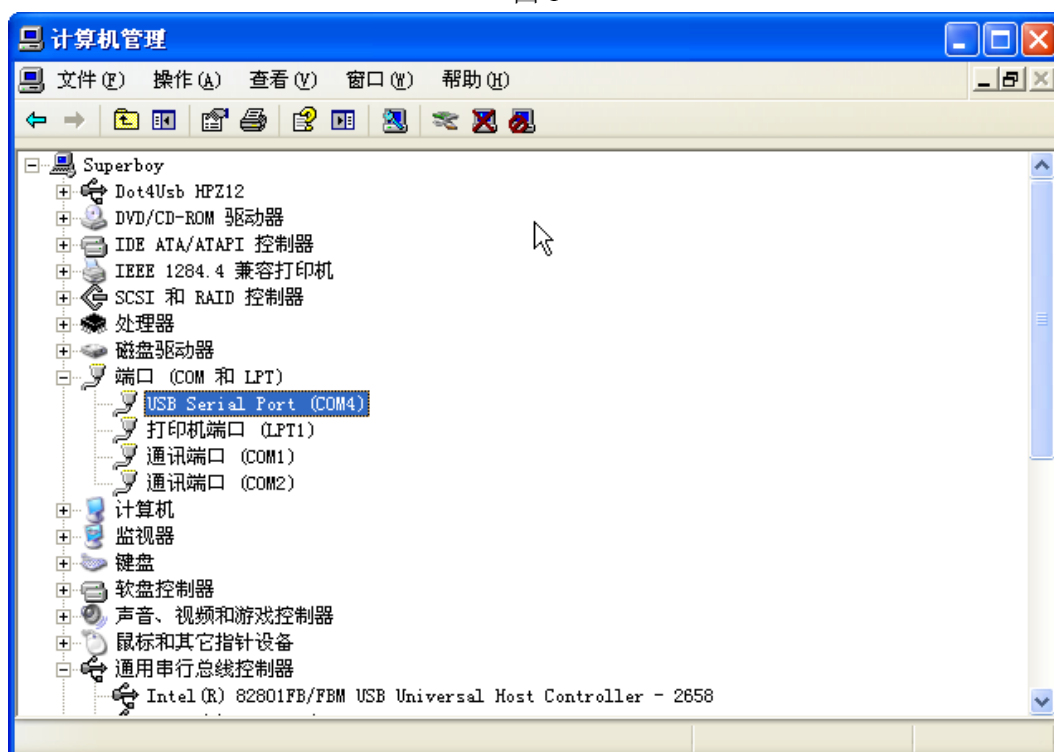 计算机管理
文件(F) 操作(A) 查看(V) 窗口(W) 帮助(H)
Superboy
Dot4Usb HPZ12
DVD/CD-ROM 驱动器
IDE ATA/ATAPI 控制器
IEEE 1284.4 兼容打印机
SCSI 和 RAID 控制器
处理器
磁盘驱动器
端口 (COM 和 LPT)
USB Serial Port (COM4)
打印机端口 (LPT1)
通讯端口 (COM1)
通讯端口 (COM2)
计算机
监视器
键盘
软盘控制器
声音、视频和游戏控制器
鼠标和其它指针设备
通用串行总线控制器
Intel(R) 82801FB/FBM USB Universal Host Controller - 2658